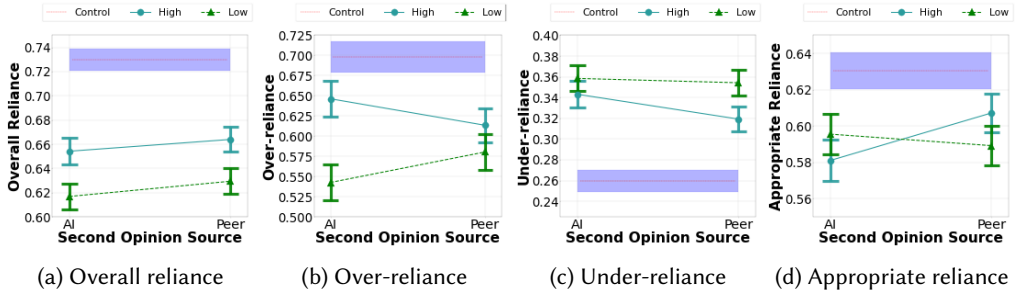 Control High Low
Overall Reliance
0.74
0.72
0.70
0.68
0.66
0.64
0.62
0.60
AI Peer
Second Opinion Source
(a) Overall reliance
Control High Low
Over-reliance
0.725
0.700
0.675
0.650
0.625
0.600
0.575
0.550
0.525
0.500
AI Peer
Second Opinion Source
(b) Over-reliance
Control High Low
Under-reliance
0.40
0.38
0.36
0.34
0.32
0.30
0.28
0.26
0.24
AI Peer
Second Opinion Source
(c) Under-reliance
Control High Low
Appropriate Reliance
0.64
0.62
0.60
0.58
0.56
AI Peer
Second Opinion Source
(d) Appropriate reliance